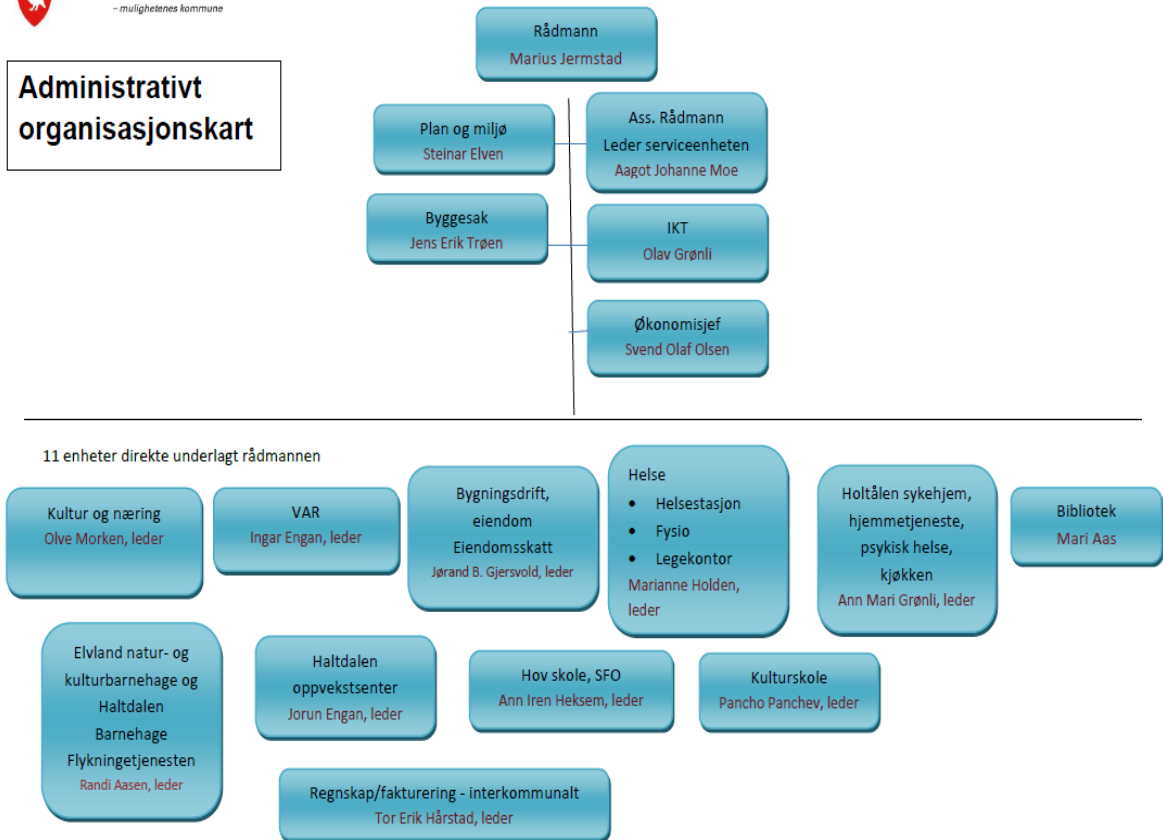 – mulighetenes kommune
Administrativt
organisasjonskart
Rådmann
Marius Jermstad
Plan og miljø
Steinar Elven
Ass. Rådmann
Leder serviceenheten
Aagot Johanne Moe
Byggesak
Jens Erik Trøen
IKT
Olav Grønli
Økonomisjef
Svend Olaf Olsen
11 enheter direkte underlagt rådmannen
Kultur og næring
Olve Morken, leder
VAR
Ingar Engan, leder
Bygningsdrift,
eiendom
Eiendomsskatt
Jørand B. Gjersvold, leder
Helse
• Helsestasjon
• Fysio
• Legekontor
Marianne Holden,
leder
Holtålen sykehjem,
hjemmetjeneste,
psykisk helse,
kjøkken
Ann Mari Grønli, leder
Bibliotek
Mari Aas
Elvland natur- og
kulturbarnehage og
Haltdalen
Barnehage
Flykningetjenesten
Randi Aasen, leder
Haltdalen
oppvekstsenter
Jorun Engan, leder
Hov skole, SFO
Ann Iren Heksem, leder
Kulturskole
Pancho Panchev, leder
Regnskap/fakturering - interkommunalt
Tor Erik Hårstad, leder